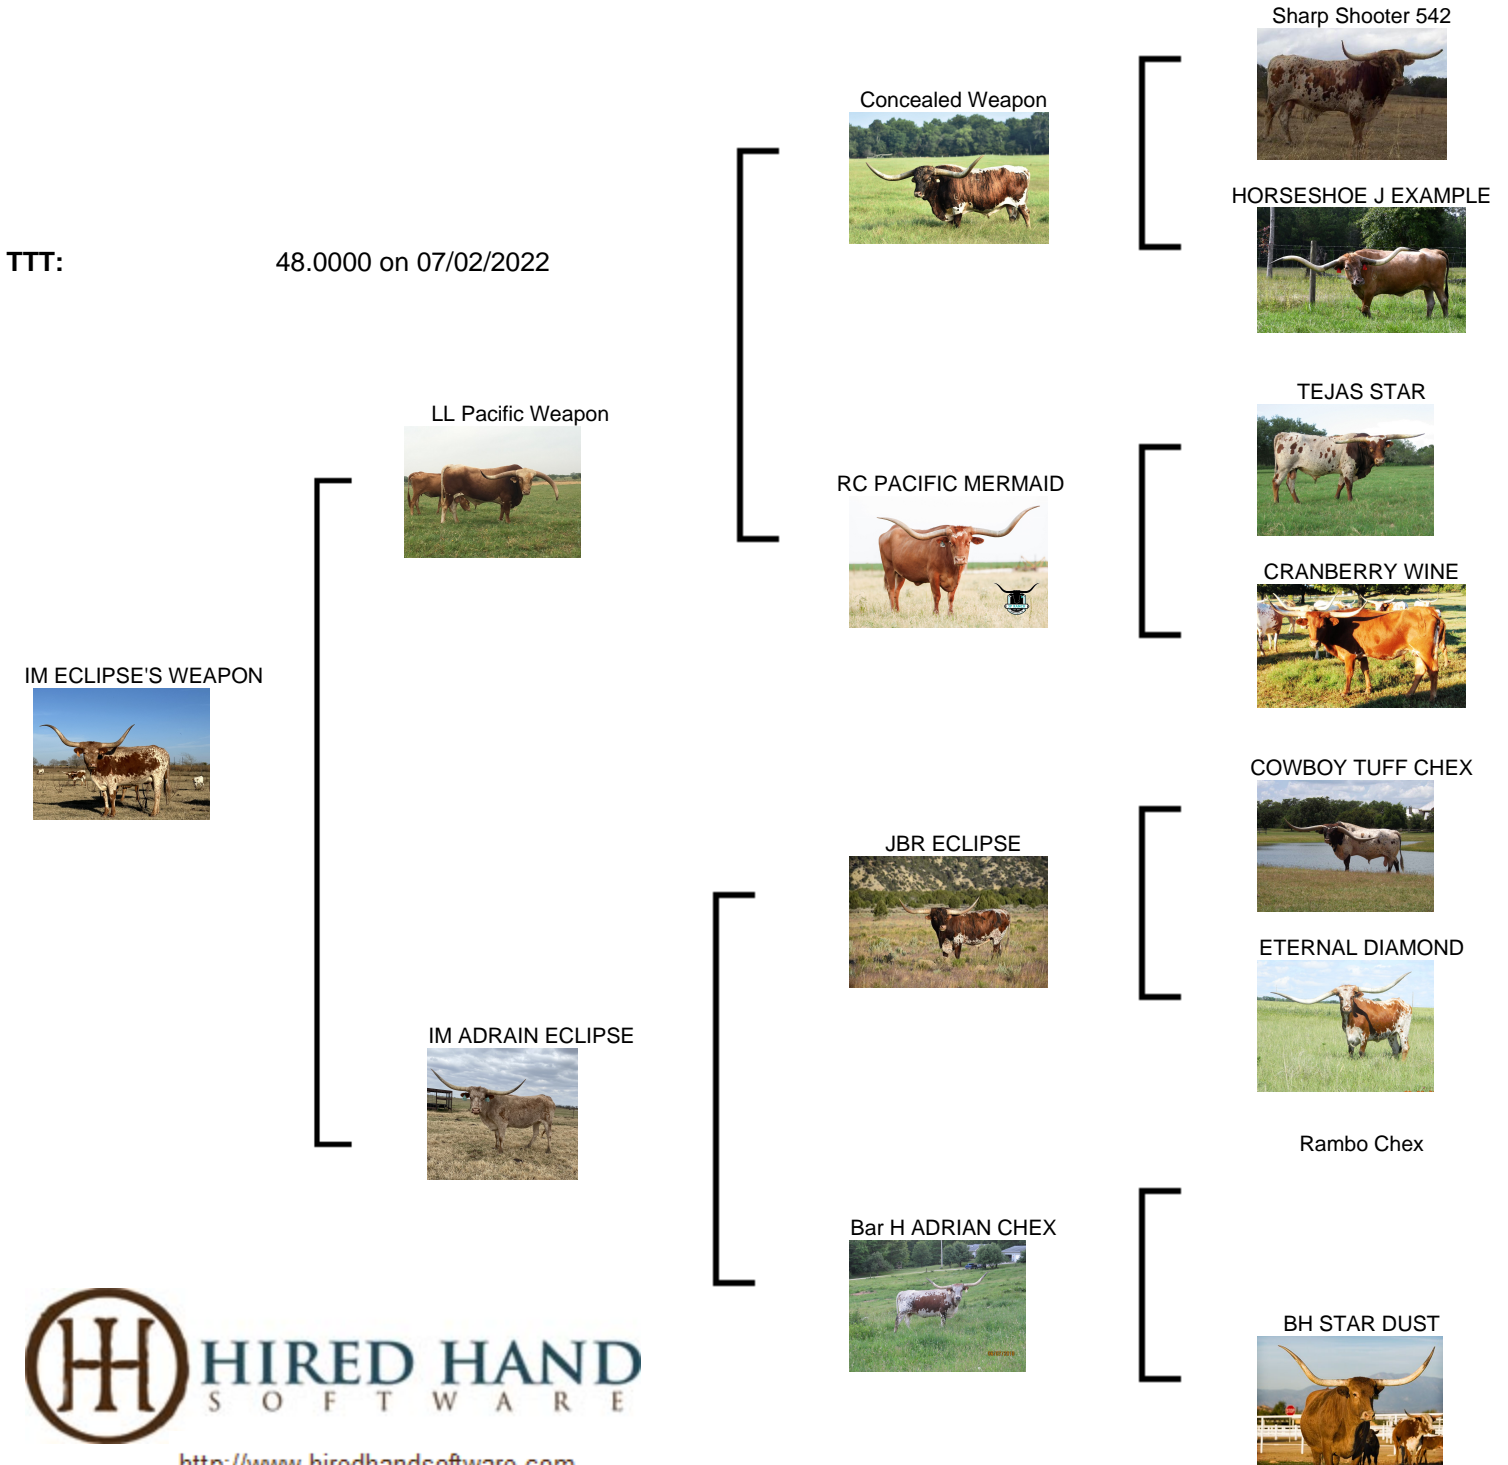 Sharp Shooter 542
Concealed Weapon
HORSESHOE J EXAMPLE
TTT: 48.0000 on 07/02/2022
TEJAS STAR
LL Pacific Weapon
RC PACIFIC MERMAID
CRANBERRY WINE
IM ECLIPSE'S WEAPON
COWBOY TUFF CHEX
JBR ECLIPSE
ETERNAL DIAMOND
IM ADRAIN ECLIPSE
Rambo Chex
Bar H ADRIAN CHEX
BH STAR DUST
HIRED HAND
SOFTWARE
http://www.hiredhandsoftware.com